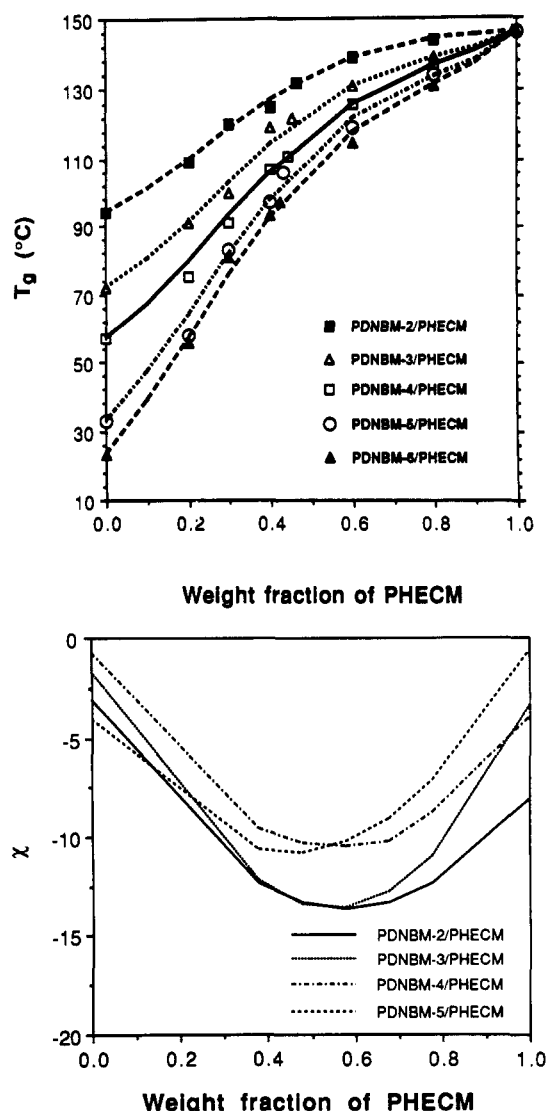 150
130
110
90
70
50
30
10
T_g (°C)
PDNBM-2/PHECM
PDNBM-3/PHECM
PDNBM-4/PHECM
PDNBM-5/PHECM
PDNBM-6/PHECM
0.0 0.2 0.4 0.6 0.8 1.0
Weight fraction of PHECM
0
-5
-10
-15
-20
χ
PDNBM-2/PHECM
PDNBM-3/PHECM
PDNBM-4/PHECM
PDNBM-5/PHECM
0.0 0.2 0.4 0.6 0.8 1.0
Weight fraction of PHECM